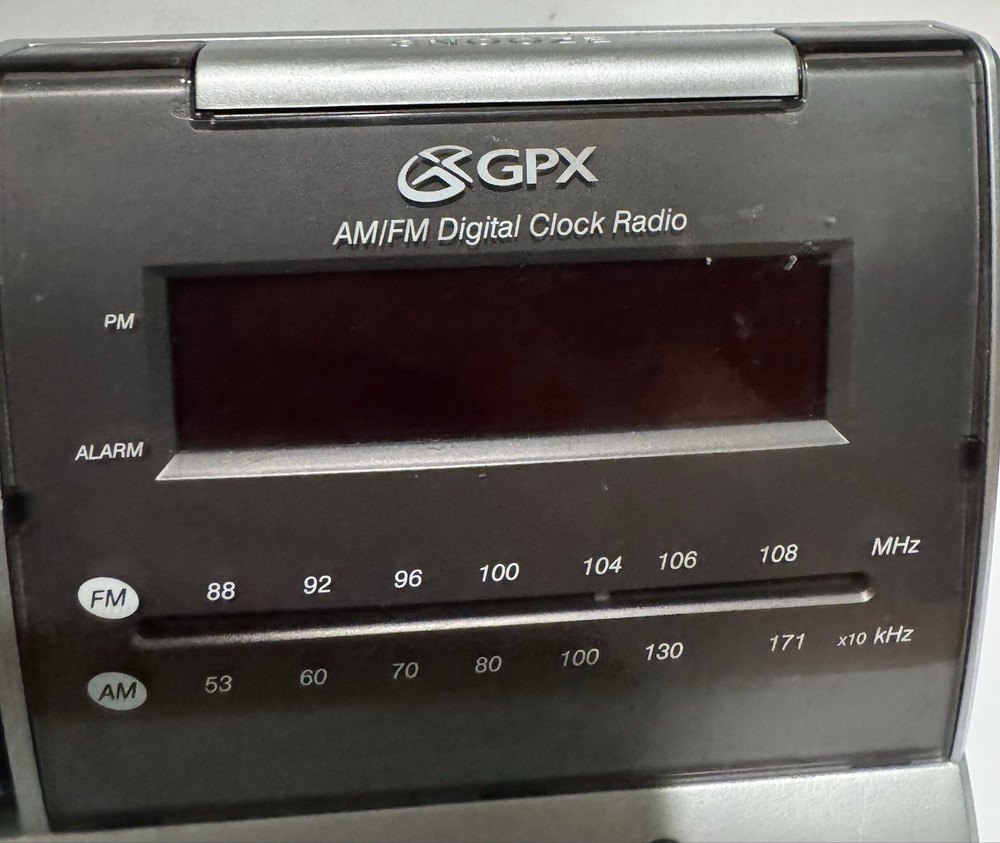 SNOOZE
GPX
AM/FM Digital Clock Radio
PM
ALARM
FM 88 92 96 100 104 106 108 MHz
AM 53 60 70 80 100 130 171 x10 kHz